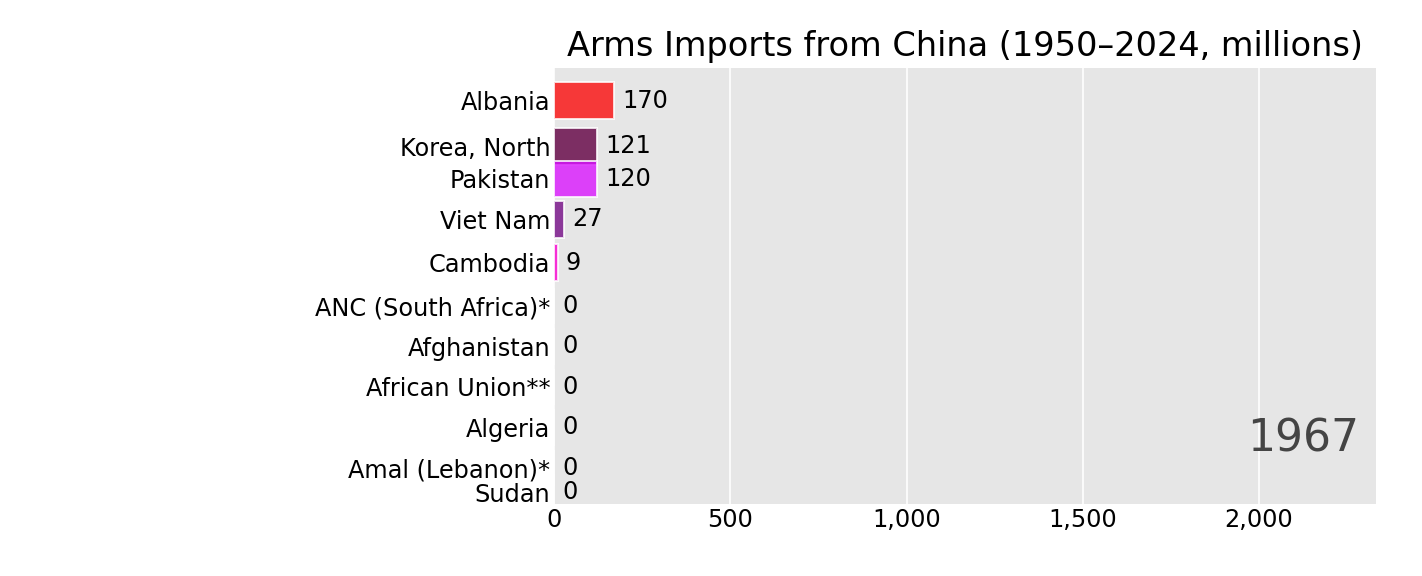 Arms Imports from China (1950–2024, millions)
Albania 170
Korea, North 121
Pakistan 120
Viet Nam 27
Cambodia 9
ANC (South Africa)* 0
Afghanistan 0
African Union** 0
Algeria 0
1967
Amal (Lebanon)* 0
Sudan 0
0 500 1,000 1,500 2,000